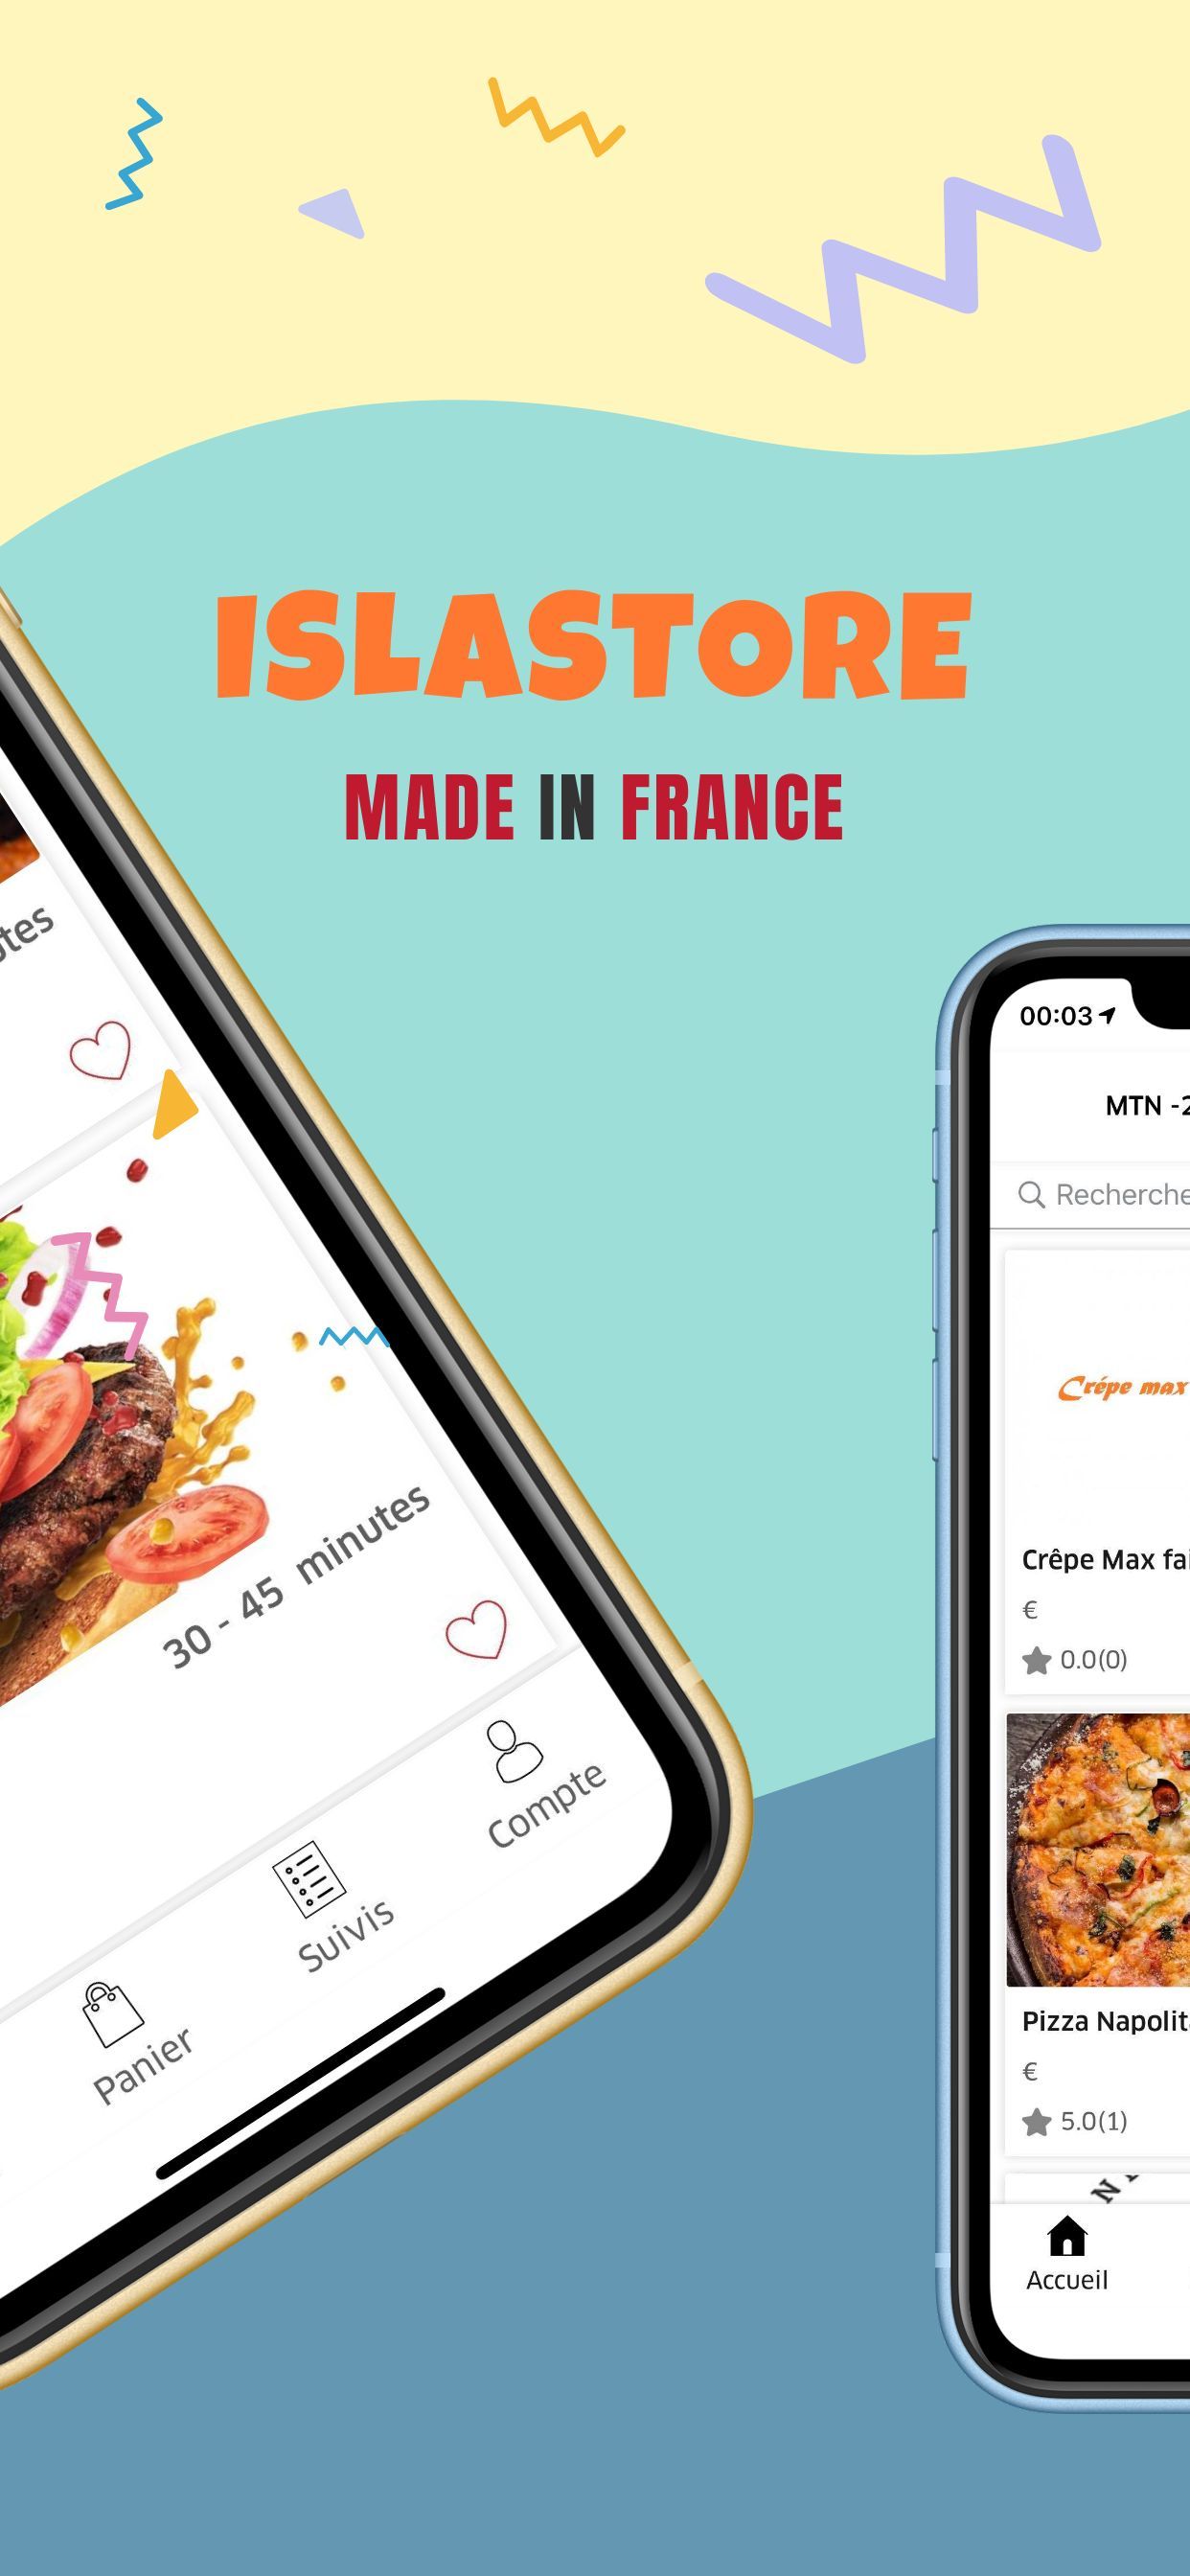 ISLASTORE
MADE IN FRANCE
00:03
MTN -2
Recherche
Crépe max
Crêpe Max fai
€
0.0(0)
Pizza Napolit
€
5.0(1)
Accueil
30 - 45 minutes
Compte
Suivis
Panier